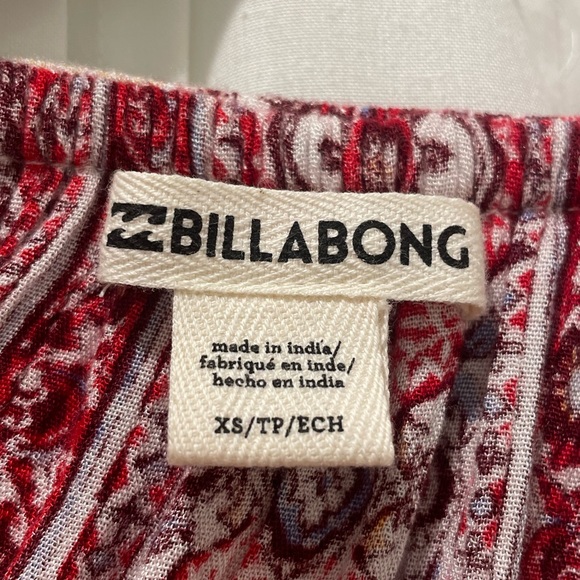 BILLABONG
made in india/
fabriqué en inde/
hecho en india
XS/TP/ECH